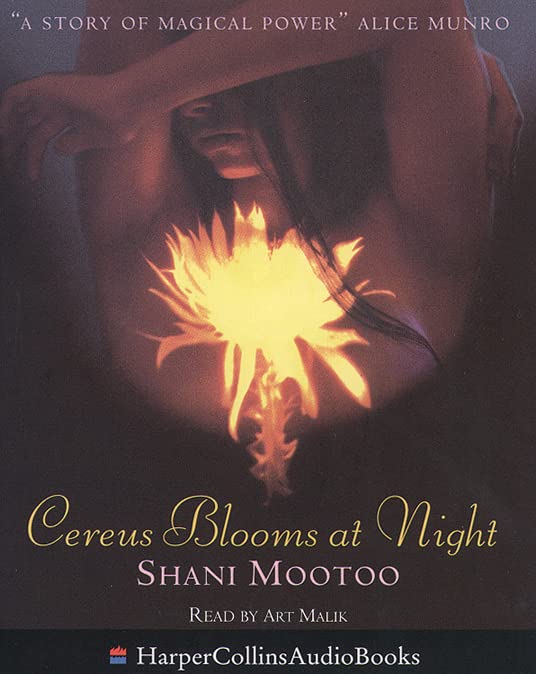 "A STORY OF MAGICAL POWER" ALICE MUNRO
Cereus Blooms at Night
SHANI MOOTOO
READ BY ART MALIK
HarperCollinsAudioBooks